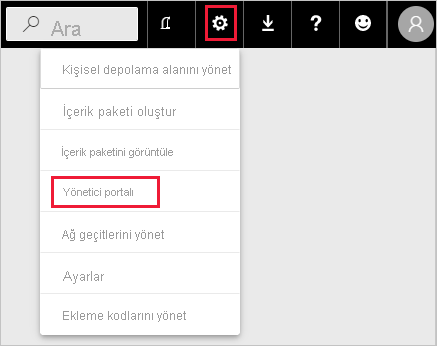 Ara
Kişisel depolama alanını yönet
İçerik paketi oluştur
İçerik paketini görüntüle
Yönetici portalı
Ağ geçitlerini yönet
Ayarlar
Ekleme kodlarını yönet